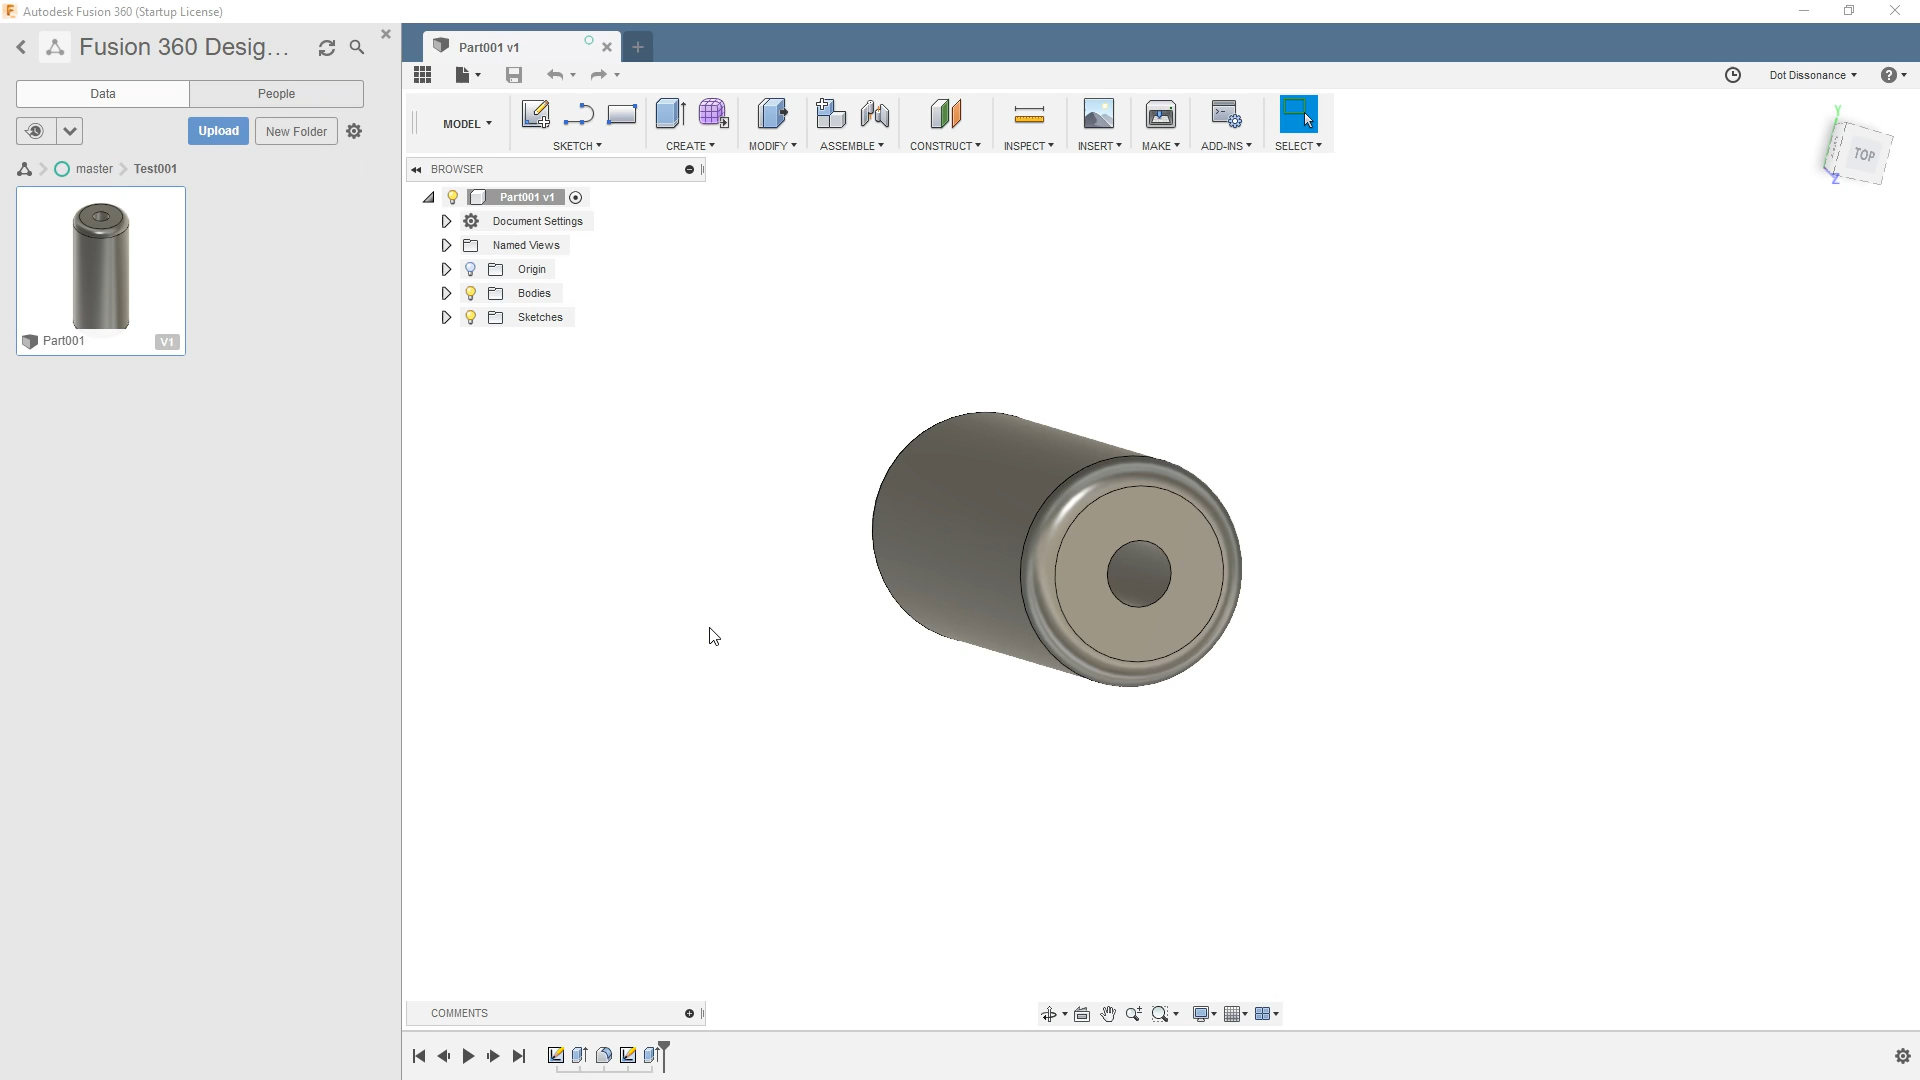 Autodesk Fusion 360 (Startup License)
Fusion 360 Desig...
Data
People
Upload
New Folder
master
Test001
Part001
V1
Part001 v1
Dot Dissonance
MODEL
SKETCH
CREATE
MODIFY
ASSEMBLE
CONSTRUCT
INSPECT
INSERT
MAKE
ADD-INS
SELECT
BROWSER
Part001 v1
Document Settings
Named Views
Origin
Bodies
Sketches
Y
TOP
Z
COMMENTS